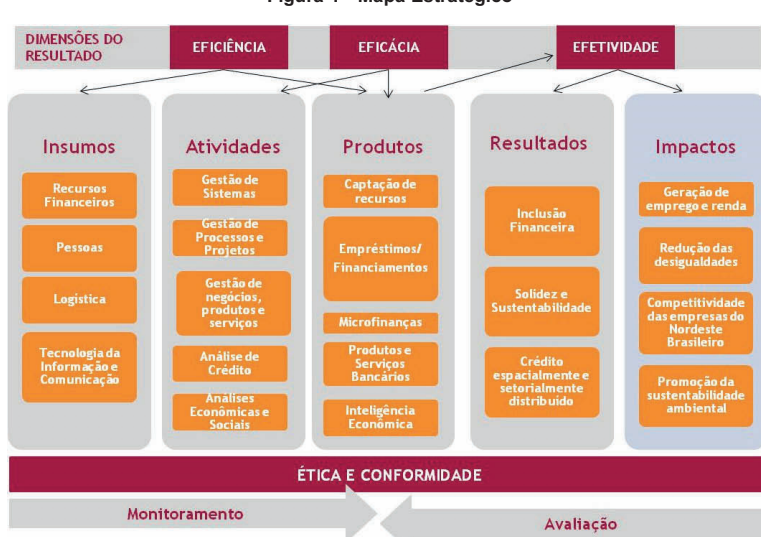 Figura 1 - Mapa Estratégico
DIMENSÕES DO
RESULTADO
EFICIÊNCIA
EFICÁCIA
EFETIVIDADE
Insumos
Recursos
Financeiros
Pessoas
Logística
Tecnologia da
Informação e
Comunicação
Atividades
Gestão de
Sistemas
Gestão de
Processos e
Projetos
Gestão de
negócios,
produtos e
serviços
Análise de
Crédito
Análises
Econômicas e
Sociais
Produtos
Captação de
recursos
Empréstimos/
Financiamentos
Microfinanças
Produtos e
Serviços
Bancários
Inteligência
Econômica
Resultados
Inclusão
Financeira
Solidez e
Sustentabilidade
Crédito
espacialmente e
setorialmente
distribuído
Impactos
Geração de
emprego e renda
Redução das
desigualdades
Competitividade
das empresas do
Nordeste
Brasileiro
Promoção da
sustentabilidade
ambiental
ÉTICA E CONFORMIDADE
Monitoramento
Avaliação